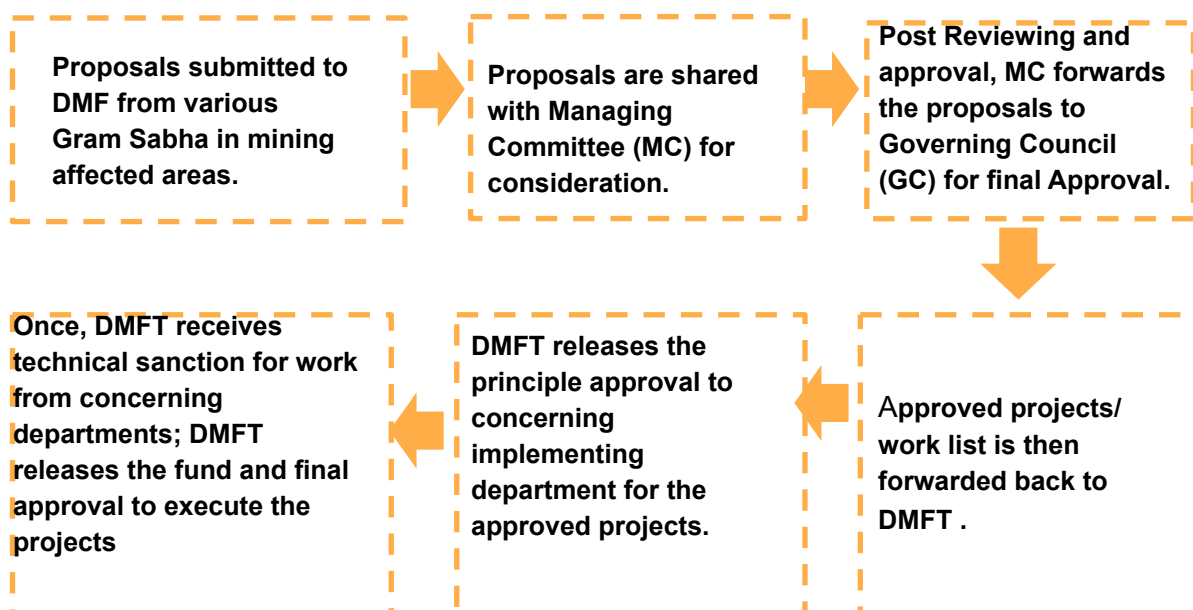 Proposals submitted to
DMF from various
Gram Sabha in mining
affected areas.
Proposals are shared
with Managing
Committee (MC) for
consideration.
Post Reviewing and
approval, MC forwards
the proposals to
Governing Council
(GC) for final Approval.
Approved projects/
work list is then
forwarded back to
DMFT .
DMFT releases the
principle approval to
concerning
implementing
department for the
approved projects.
Once, DMFT receives
technical sanction for work
from concerning
departments; DMFT
releases the fund and final
approval to execute the
projects